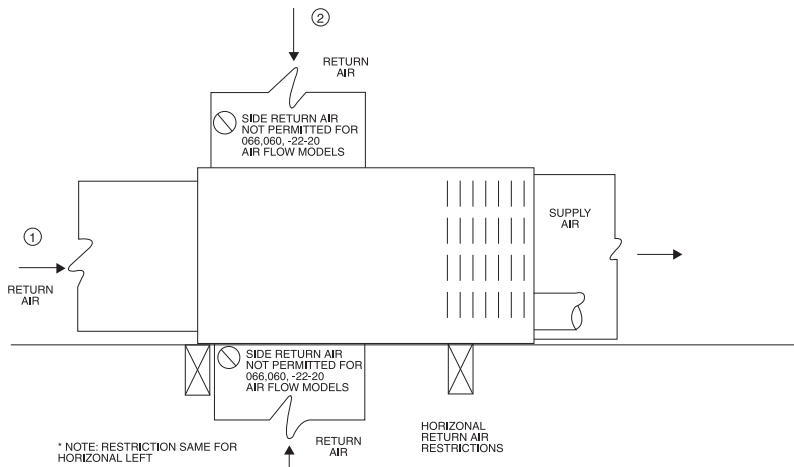 2
RETURN
AIR
SIDE RETURN AIR
NOT PERMITTED FOR
066,060, -22-20
AIR FLOW MODELS
1
RETURN
AIR
SUPPLY
AIR
SIDE RETURN AIR
NOT PERMITTED FOR
066,060, -22-20
AIR FLOW MODELS
RETURN
AIR
HORIZONAL
RETURN AIR
RESTRICTIONS
* NOTE: RESTRICTION SAME FOR
HORIZONAL LEFT